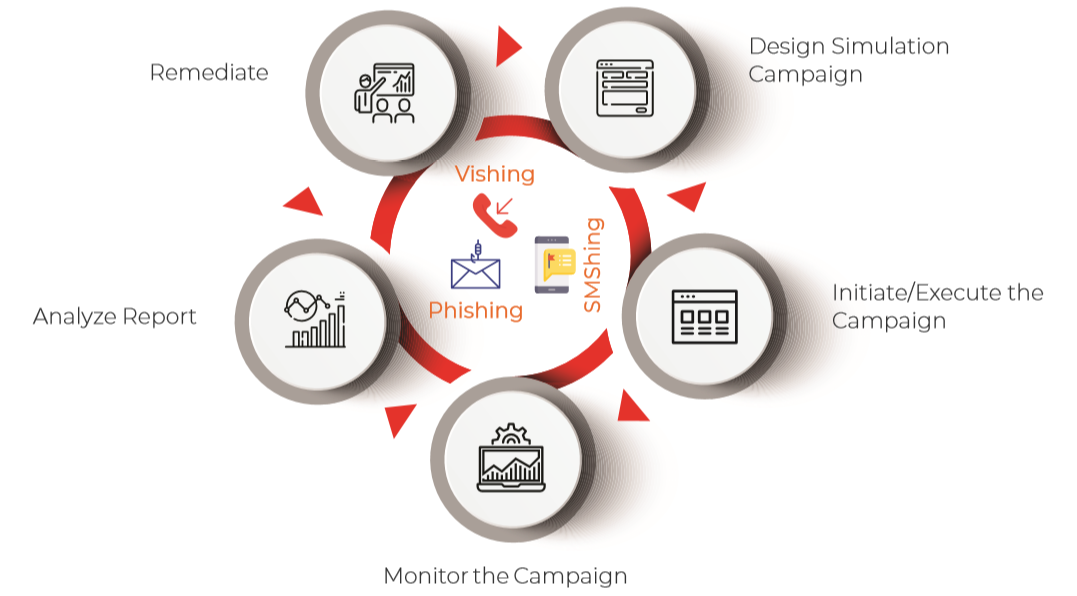 Remediate
Design Simulation
Campaign
Vishing
SMShing
Phishing
Initiate/Execute the
Campaign
Analyze Report
Monitor the Campaign